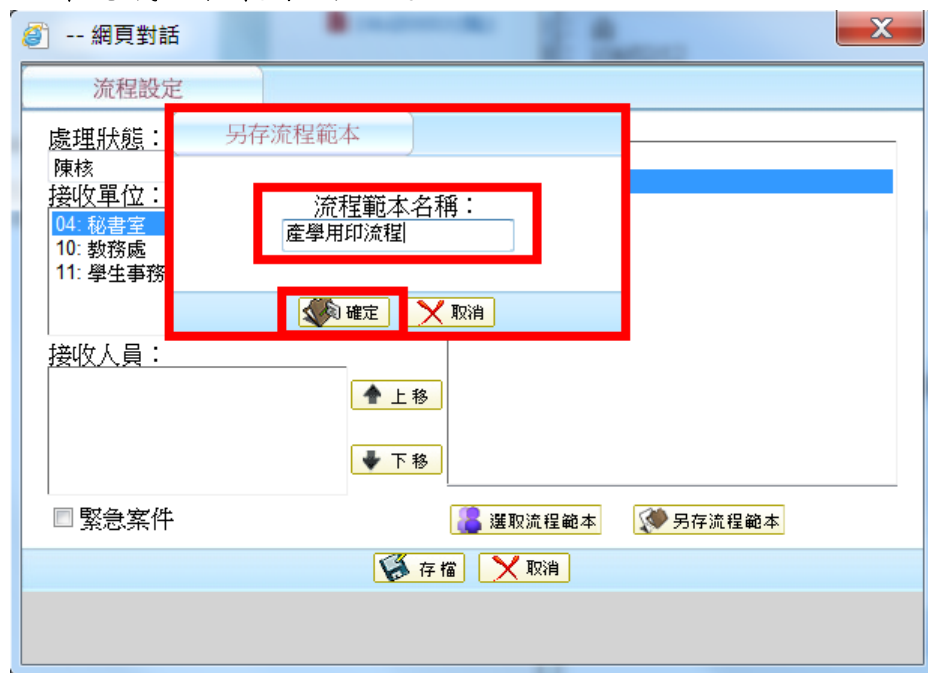 -- 網頁對話
流程設定
處理狀態：
陳核
接收單位：
04: 秘書室
10: 教務處
11: 學生事務
另存流程範本
流程範本名稱：
產學用印流程
確定
取消
接收人員：
上移
下移
緊急案件
選取流程範本
另存流程範本
存檔
取消